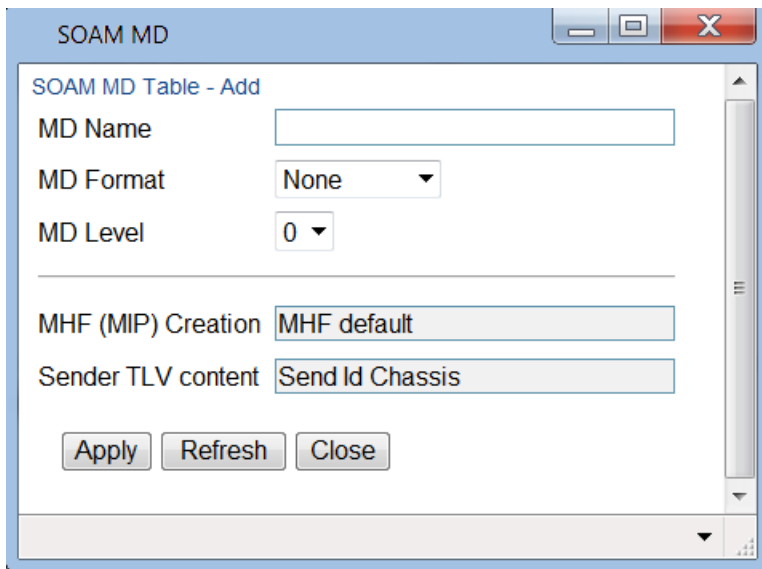 SOAM MD
SOAM MD Table - Add
MD Name
MD Format None
MD Level 0
MHF (MIP) Creation MHF default
Sender TLV content Send Id Chassis
Apply Refresh Close